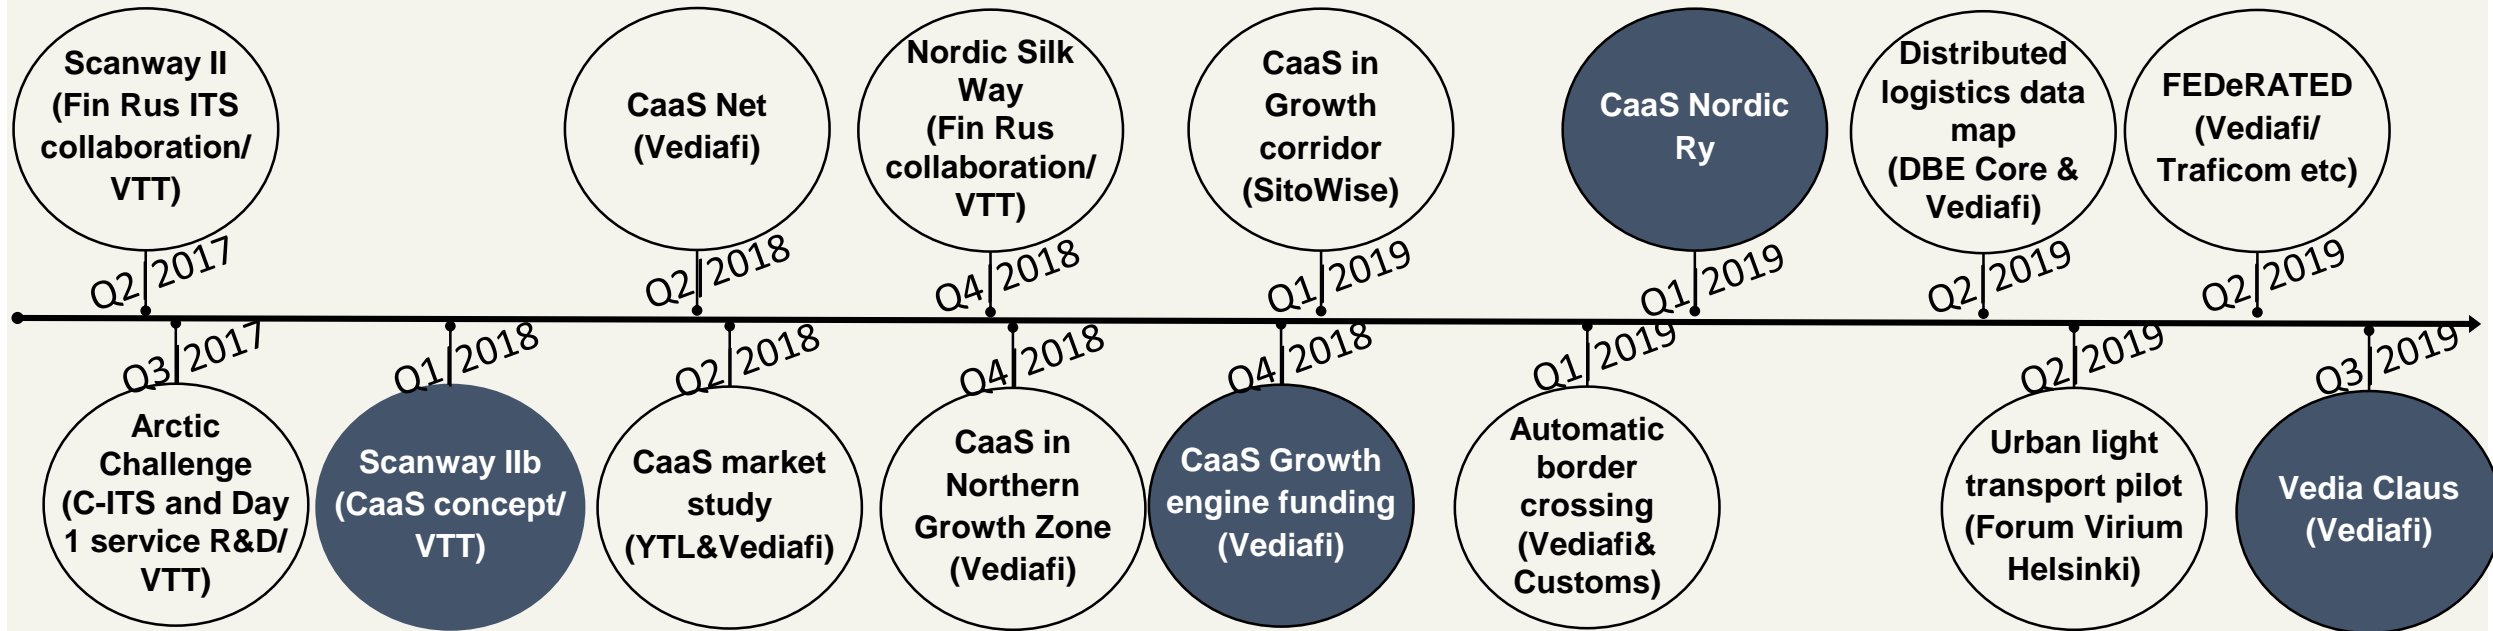 Scanway II
(Fin Rus ITS
collaboration/
VTT)
Q2 2017
CaaS Net
(Vediafi)
Q2 2018
Nordic Silk
Way
(Fin Rus
collaboration/
VTT)
Q4 2018
CaaS in
Growth
corridor
(SitoWise)
Q1 2019
CaaS Nordic
Ry
Q1 2019
Distributed
logistics data
map
(DBE Core &
Vediafi)
Q2 2019
FEDeRATED
(Vediafi/
Traficom etc)
Q2 2019
Q3 2017
Arctic
Challenge
(C-ITS and Day
1 service R&D/
VTT)
Q1 2018
Scanway IIb
(CaaS concept/
VTT)
Q2 2018
CaaS market
study
(YTL&Vediafi)
Q4 2018
CaaS in
Northern
Growth Zone
(Vediafi)
Q4 2018
CaaS Growth
engine funding
(Vediafi)
Q1 2019
Automatic
border
crossing
(Vediafi&
Customs)
Q2 2019
Urban light
transport pilot
(Forum Virium
Helsinki)
Q3 2019
Vedia Claus
(Vediafi)